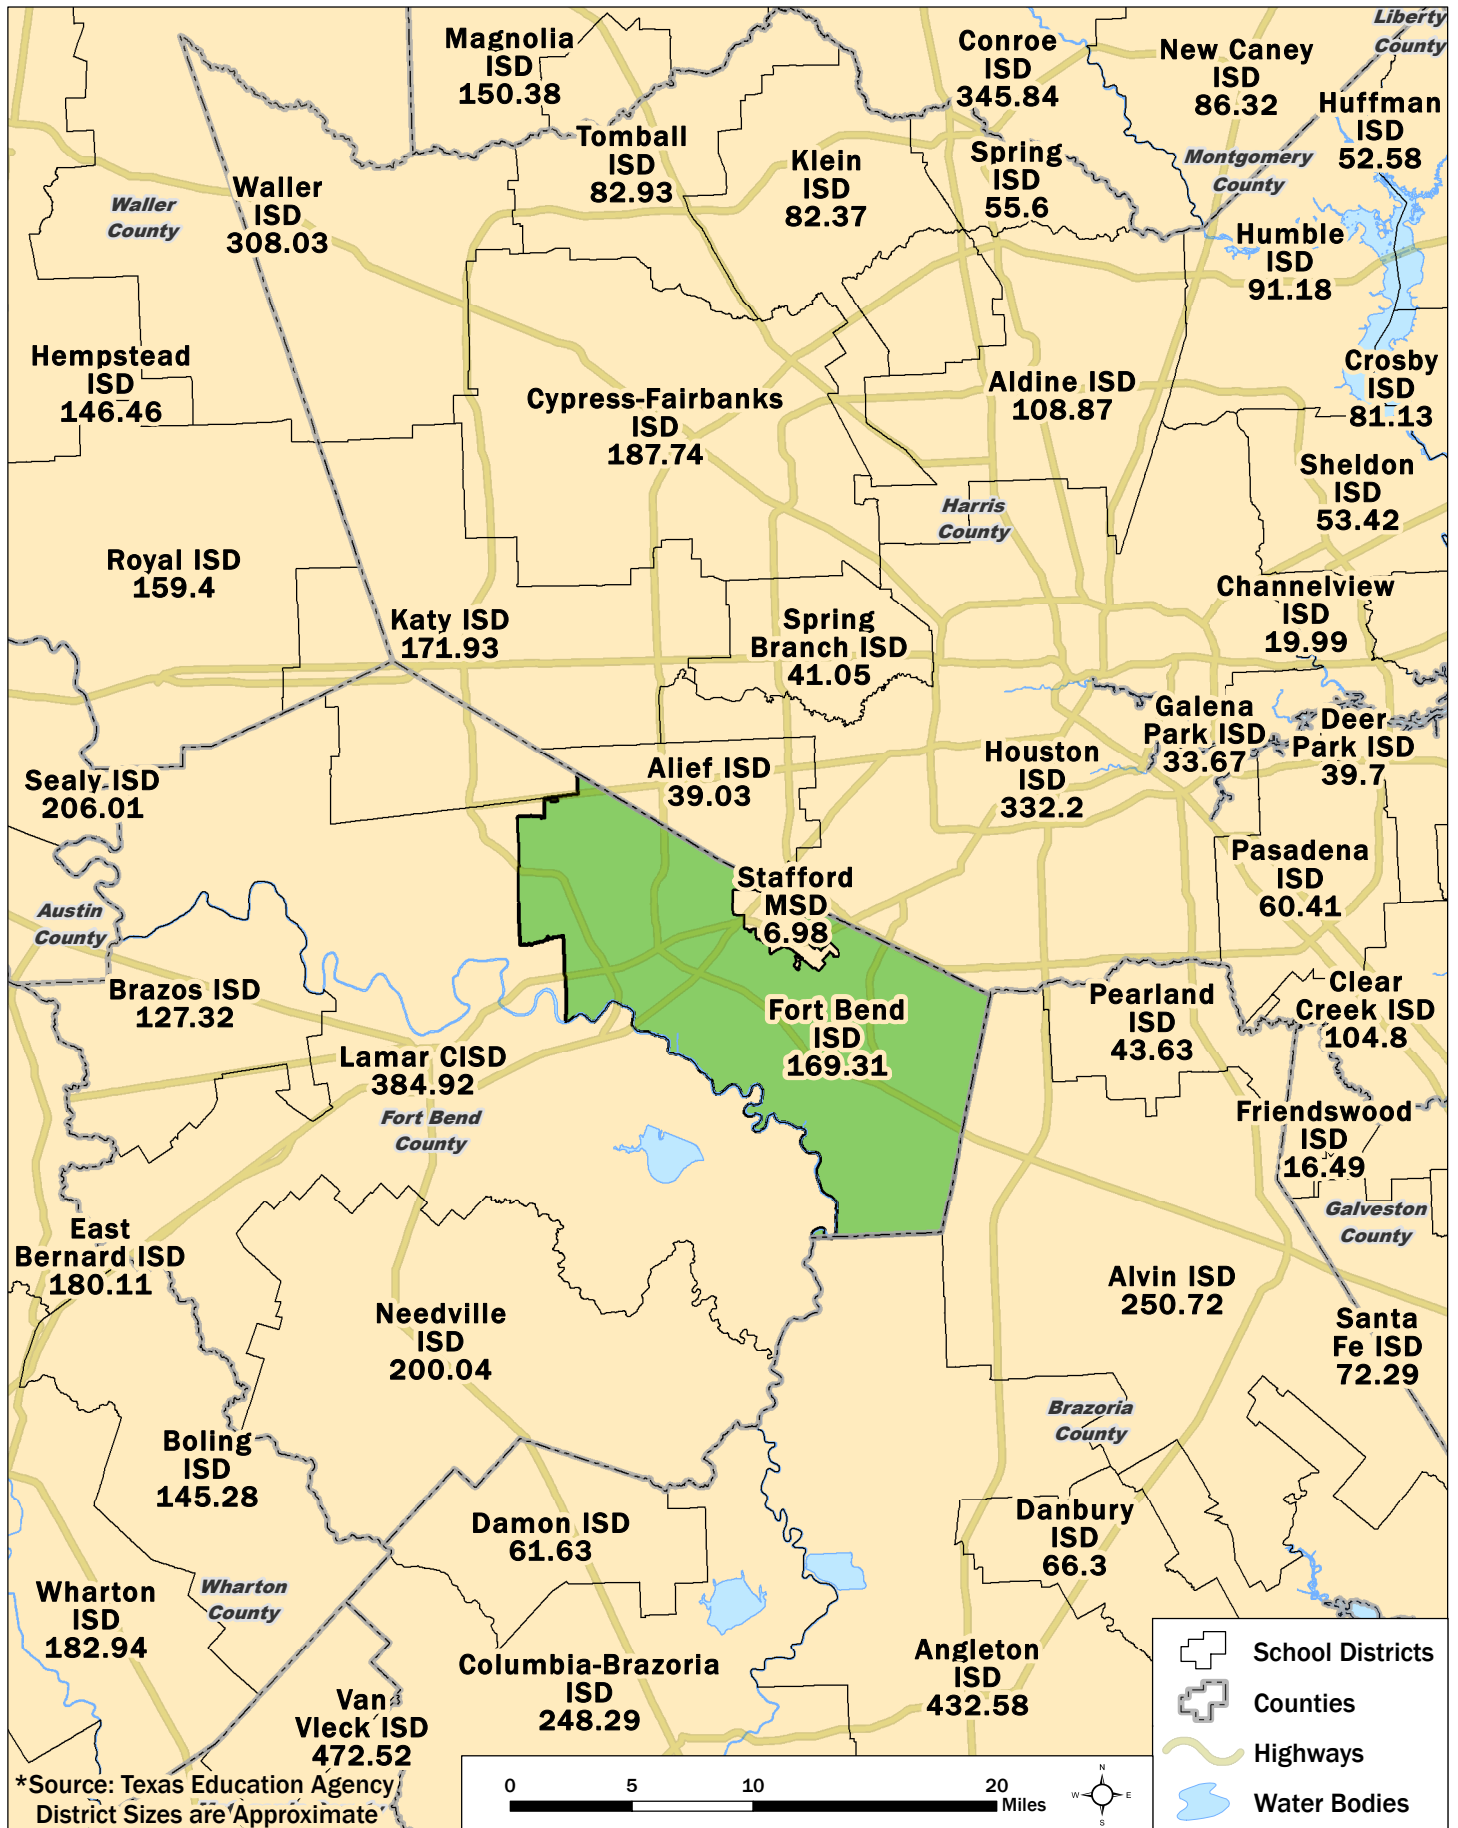 Liberty
County
Magnolia
ISD
150.38
Conroe
ISD
345.84
New Caney
ISD
86.32
Huffman
ISD
52.58
Tomball
ISD
82.93
Klein
ISD
82.37
Spring
ISD
55.6
Montgomery
County
Waller
County
Waller
ISD
308.03
Humble
ISD
91.18
Hempstead
ISD
146.46
Cypress-Fairbanks
ISD
187.74
Aldine ISD
108.87
Crosby
ISD
81.13
Sheldon
ISD
53.42
Harris
County
Royal ISD
159.4
Katy ISD
171.93
Spring
Branch ISD
41.05
Channelview
ISD
19.99
Galena
Park ISD
33.67
Deer
Park ISD
39.7
Sealy ISD
206.01
Alief ISD
39.03
Houston
ISD
332.2
Pasadena
ISD
60.41
Stafford
MSD
6.98
Austin
County
Brazos ISD
127.32
Fort Bend
ISD
169.31
Pearland
ISD
43.63
Clear
Creek ISD
104.8
Lamar CISD
384.92
Fort Bend
County
Friendswood
ISD
16.49
Galveston
County
East
Bernard ISD
180.11
Needville
ISD
200.04
Alvin ISD
250.72
Santa
Fe ISD
72.29
Brazoria
County
Boling
ISD
145.28
Damon ISD
61.63
Danbury
ISD
66.3
Wharton
ISD
182.94
Wharton
County
Columbia-Brazoria
ISD
248.29
Angleton
ISD
432.58
Van
Vleck ISD
472.52
*Source: Texas Education Agency
District Sizes are Approximate
0 5 10 20
Miles
N
W E
S
School Districts
Counties
Highways
Water Bodies